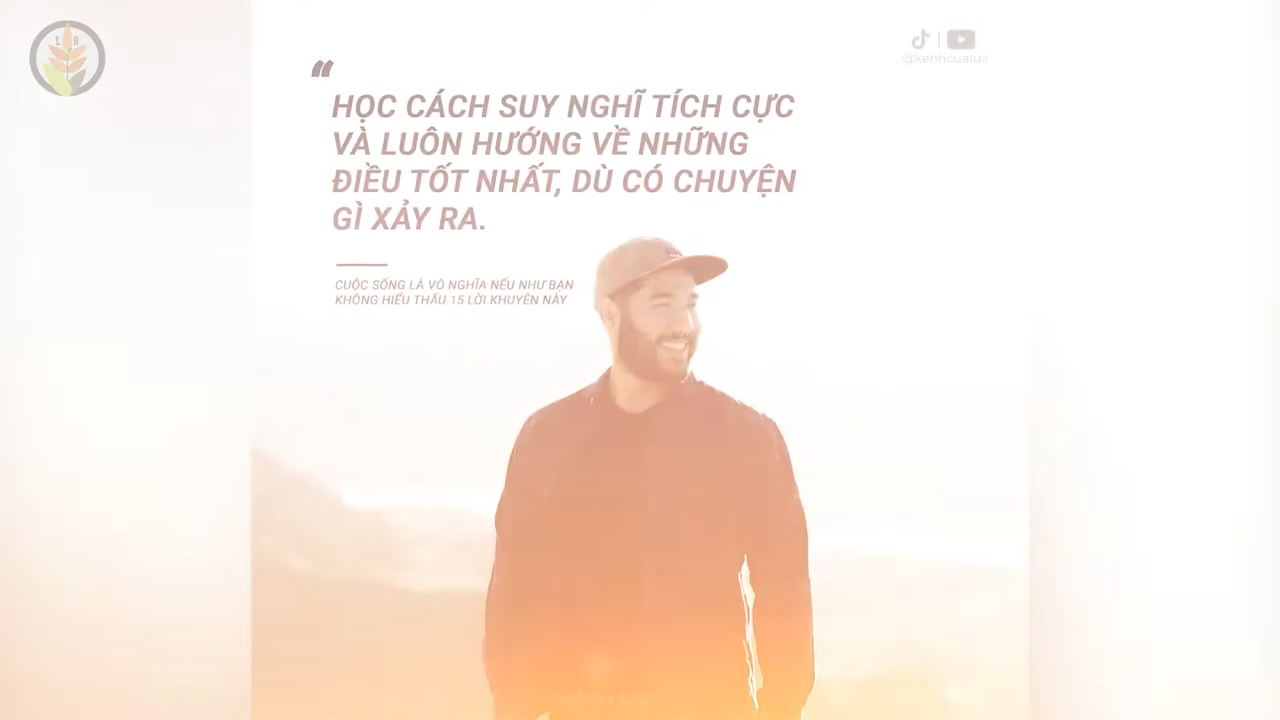 L A
@kenhcualua
“
HỌC CÁCH SUY NGHĨ TÍCH CỰC
VÀ LUÔN HƯỚNG VỀ NHỮNG
ĐIỀU TỐT NHẤT, DÙ CÓ CHUYỆN
GÌ XẢY RA.
CUỘC SỐNG LÀ VÔ NGHĨA NẾU NHƯ BẠN
KHÔNG HIỂU THẤU 15 LỜI KHUYÊN NÀY